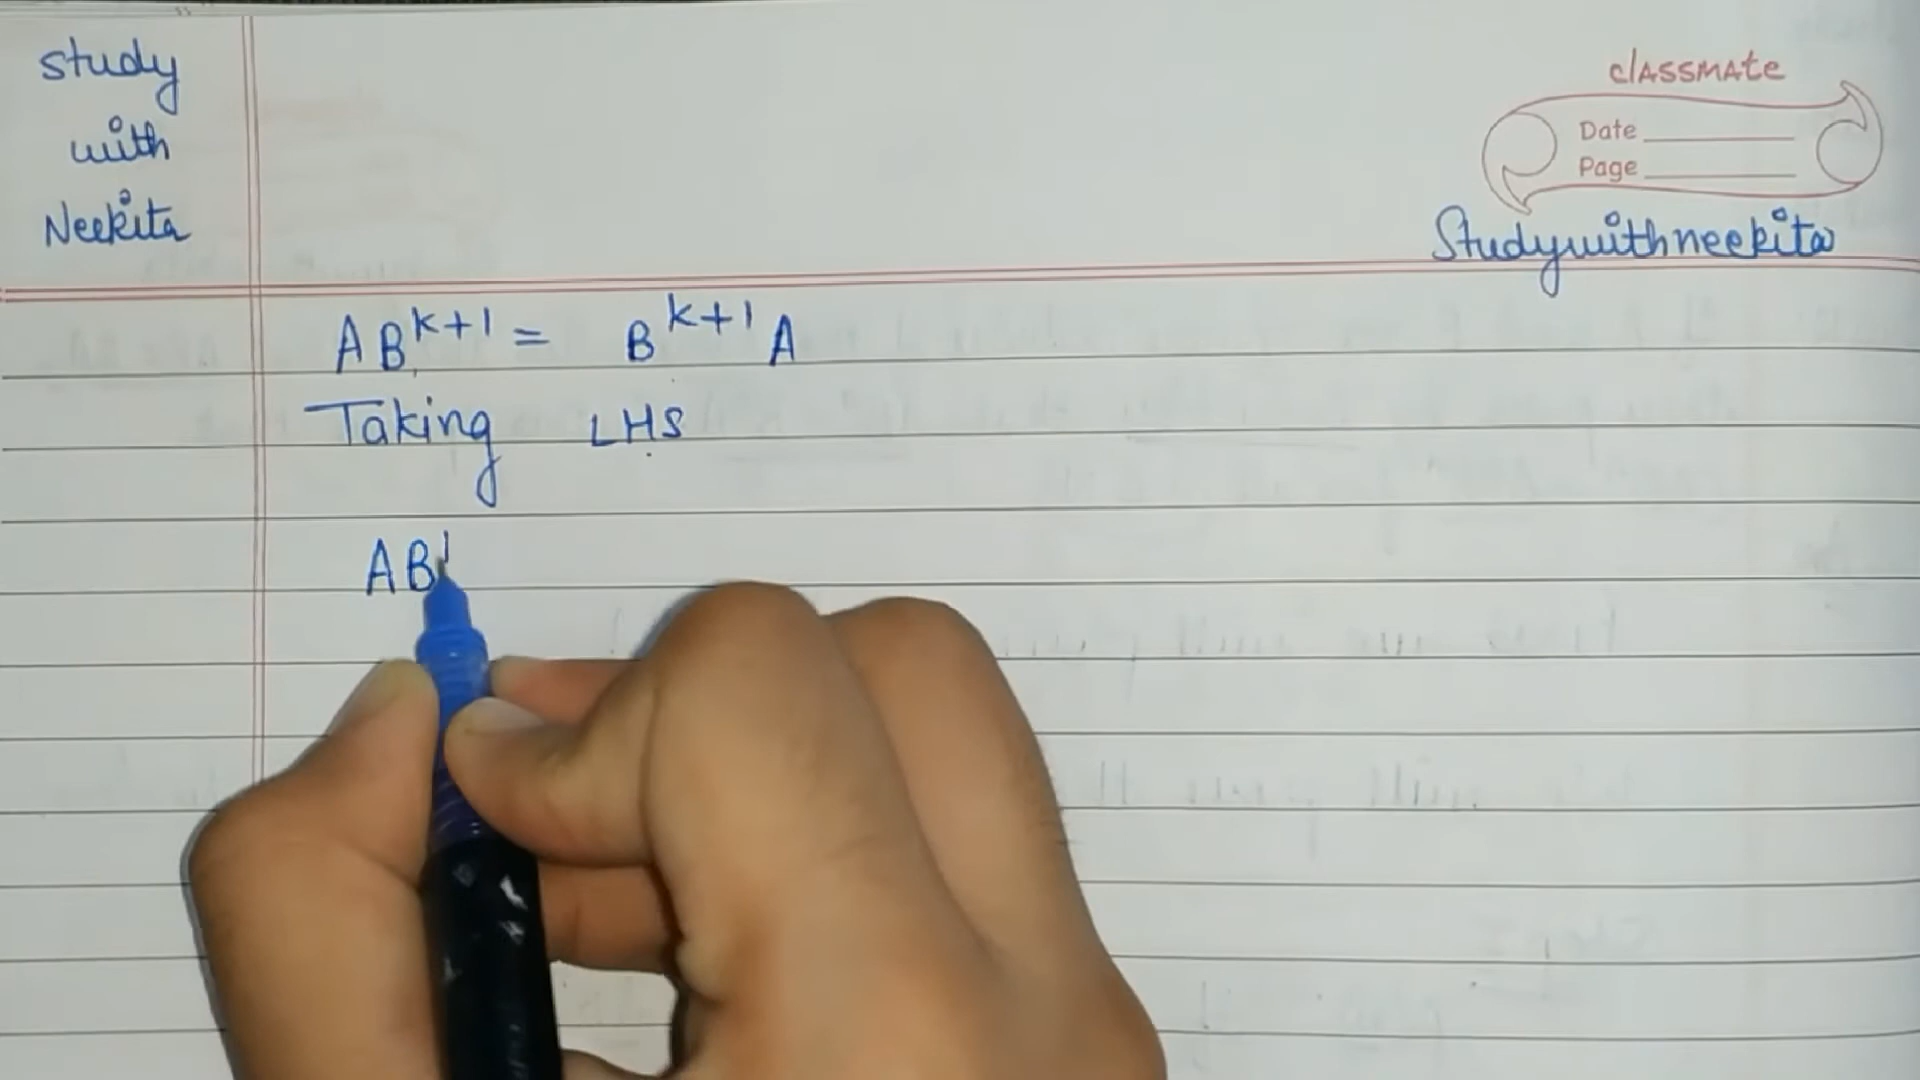 study
with
Neekita
classmate
Date
Page
Studywithneekita
AB^{k+1} = B^{k+1} A
Taking LHS
AB